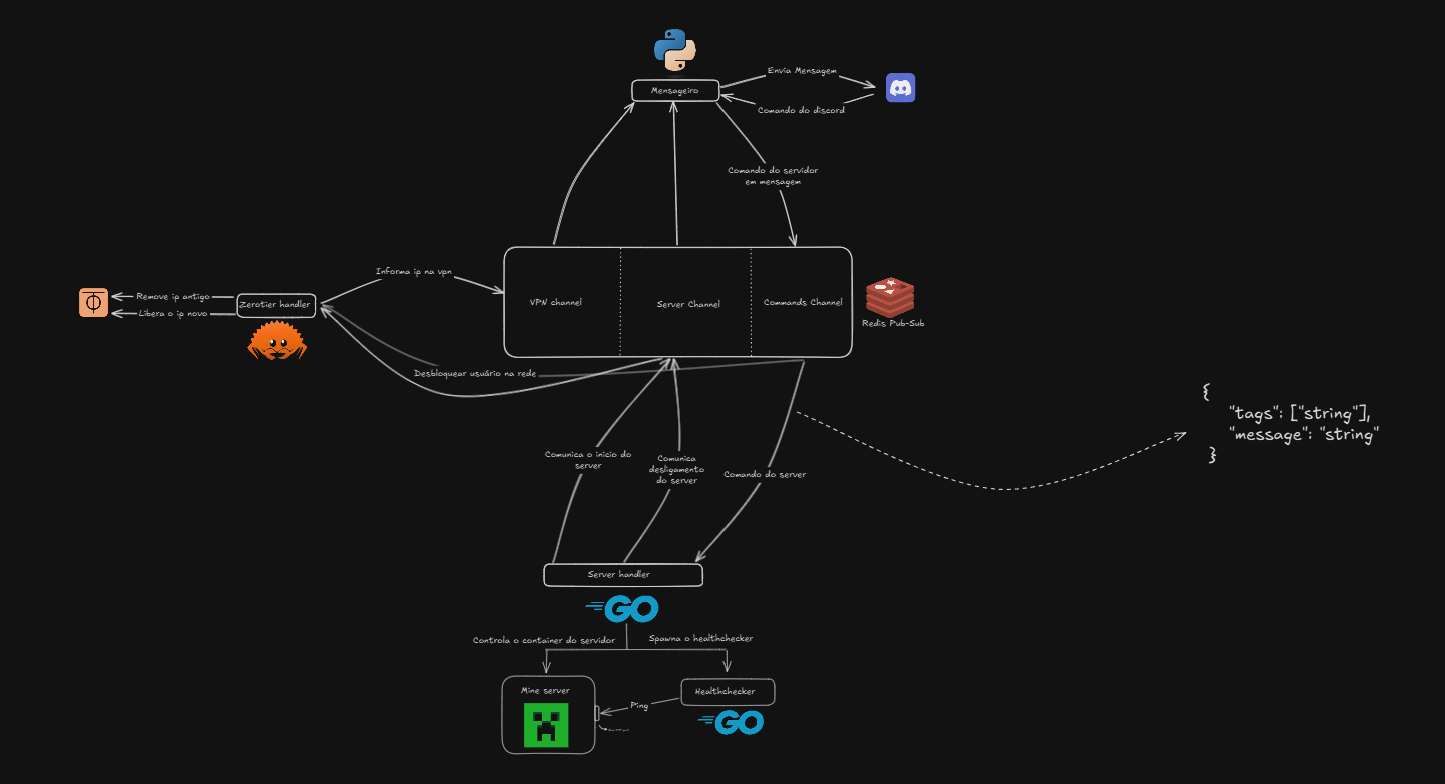 Envia Mensagem
Mensageiro
Comando do discord
Comando do servidor
em mensagem
Informa ip na vpn
Remove ip antigo
Zerotier handler
Libera o ip novo
VPN channel
Server Channel
Commands Channel
Redis Pub-Sub
Desbloquear usuário na rede
{
"tags": ["string"],
"message": "string"
}
Comunica o inicio do
server
Comunica
desligamento
do server
Comando do server
Server handler
GO
Controla o container do servidor
Spawna o healthchecker
Mine server
Healthchecker
Ping
GO